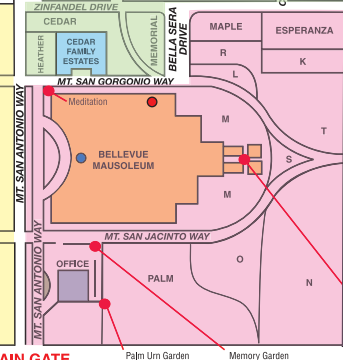 ZINFANDEL DRIVE
CEDAR
HEATHER
CEDAR
FAMILY
ESTATES
MEMORIAL
BELLA SERA
DRIVE
MAPLE
ESPERANZA
R
K
L
MT. SAN GORGONIO WAY
Meditation
MT. SAN ANTONIO WAY
M
T
BELLEVUE
MAUSOLEUM
S
M
MT. SAN JACINTO WAY
MT. SAN ANTONIO WAY
OFFICE
PALM
O
N
AIN GATE
Palm Urn Garden
Memory Garden